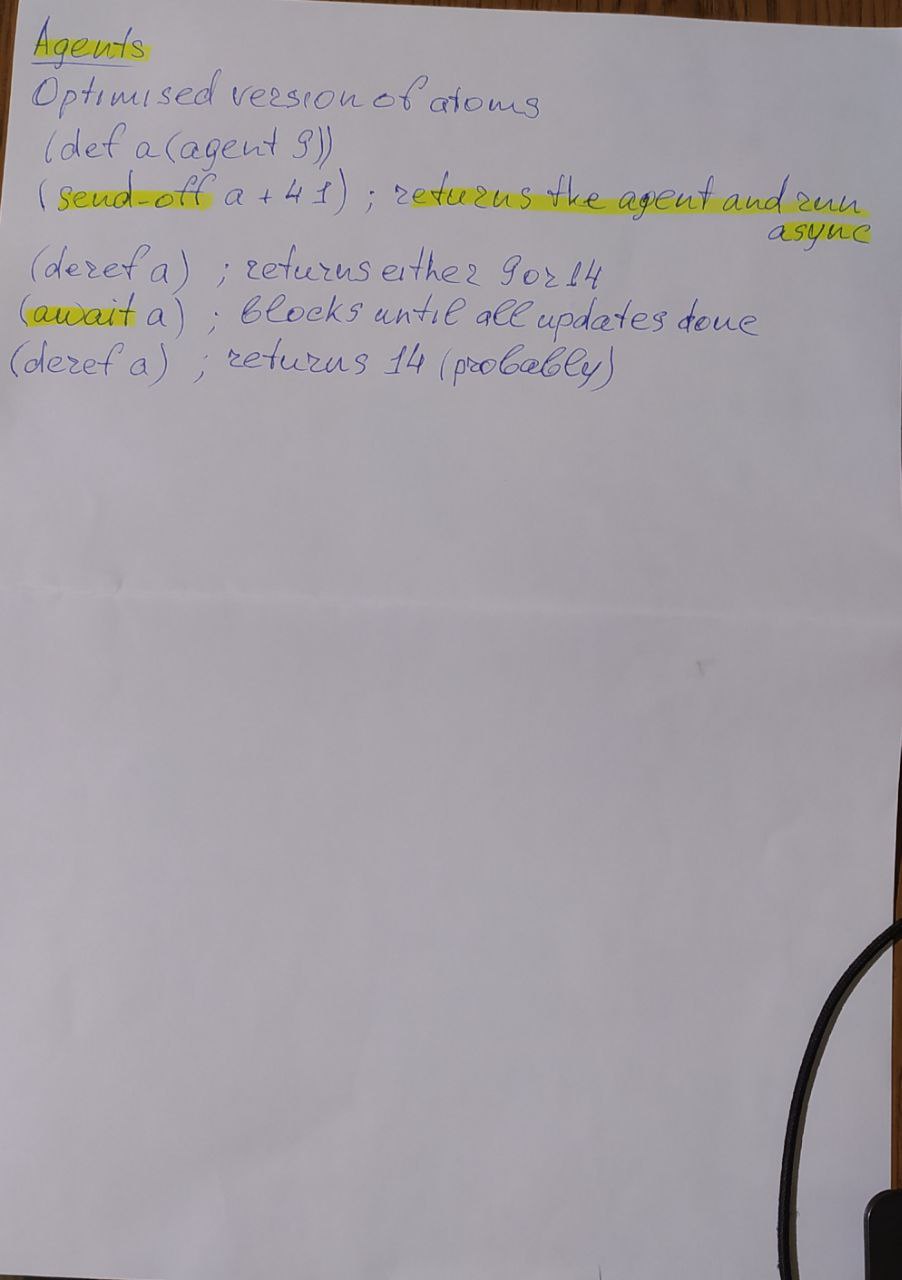 Agents
Optimised version of atoms
(def a (agent 9))
(send-off a + 4 1) ; returns the agent and run
async
(deref a) ; returns either 9 or 14
(await a) ; blocks until all updates done
(deref a) ; returns 14 (probably)